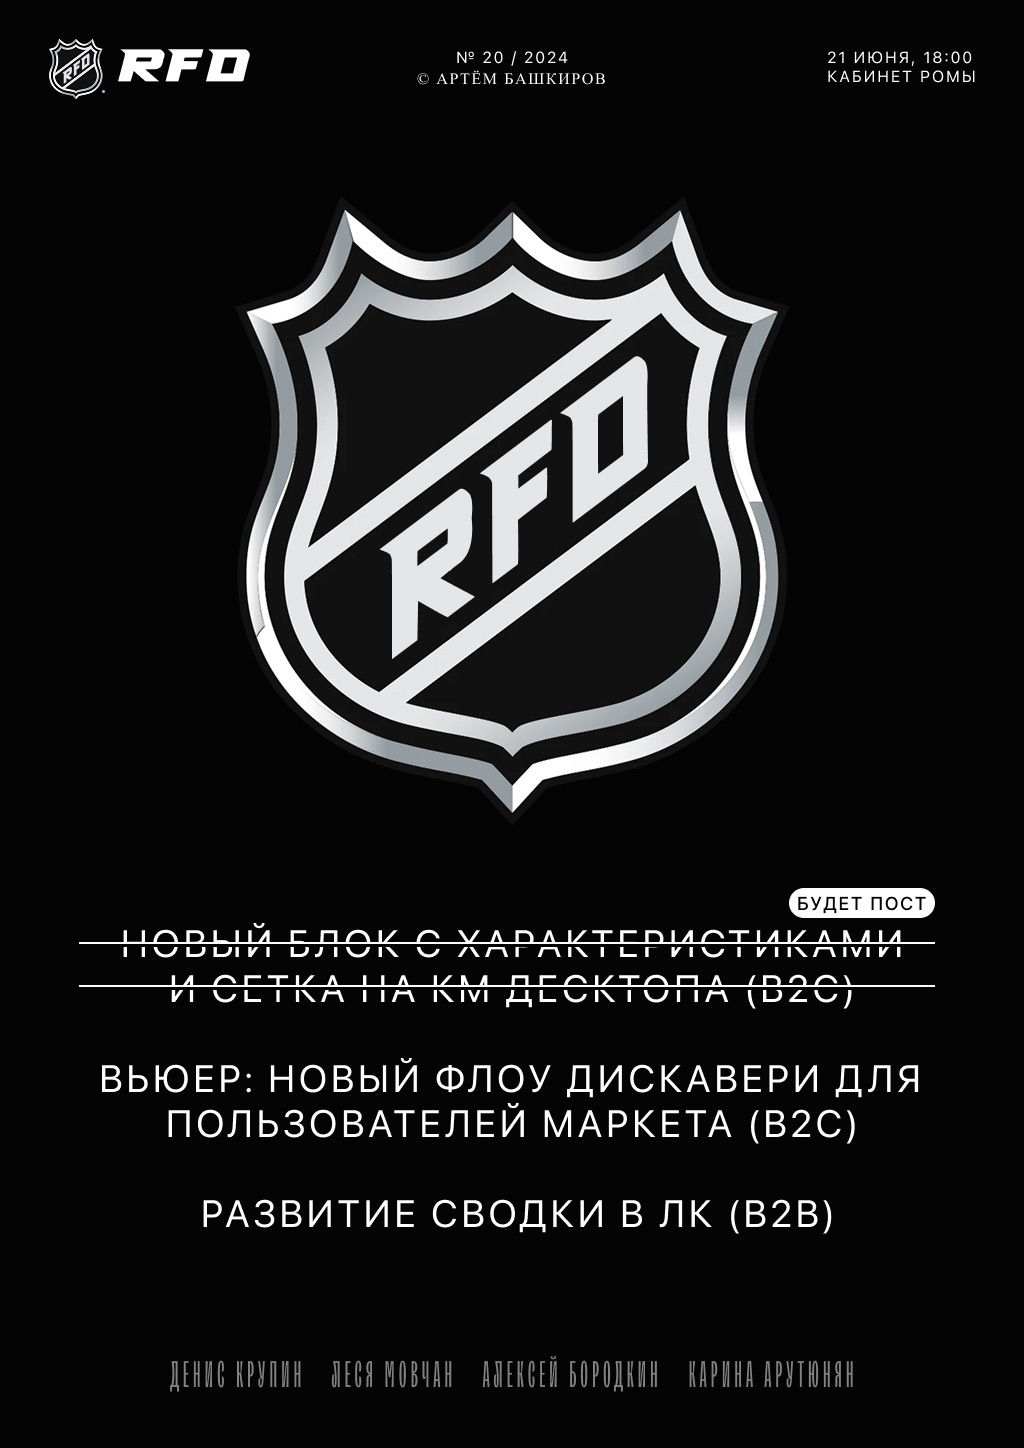 RFD
RFD
№ 20 / 2024
© АРТЁМ БАШКИРОВ
21 ИЮНЯ, 18:00
КАБИНЕТ РОМЫ
RFD
БУДЕТ ПОСТ
НОВЫЙ БЛОК С ХАРАКТЕРИСТИКАМИ
И СЕТКА НА КМ ДЕСКТОПА (B2C)
ВЬЮЕР: НОВЫЙ ФЛОУ ДИСКАВЕРИ ДЛЯ
ПОЛЬЗОВАТЕЛЕЙ МАРКЕТА (B2C)
РАЗВИТИЕ СВОДКИ В ЛК (B2B)
ДЕНИС КРУПИН ЛЕСЯ МОВЧАН АЛЕКСЕЙ БОРОДКИН КАРИНА АРУТЮНЯН